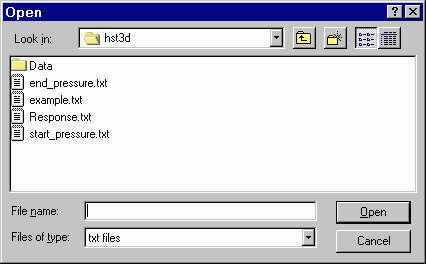 Open
Look in: hst3d
Data
end_pressure.txt
example.txt
Response.txt
start_pressure.txt
File name:
Open
Files of type: txt files
Cancel